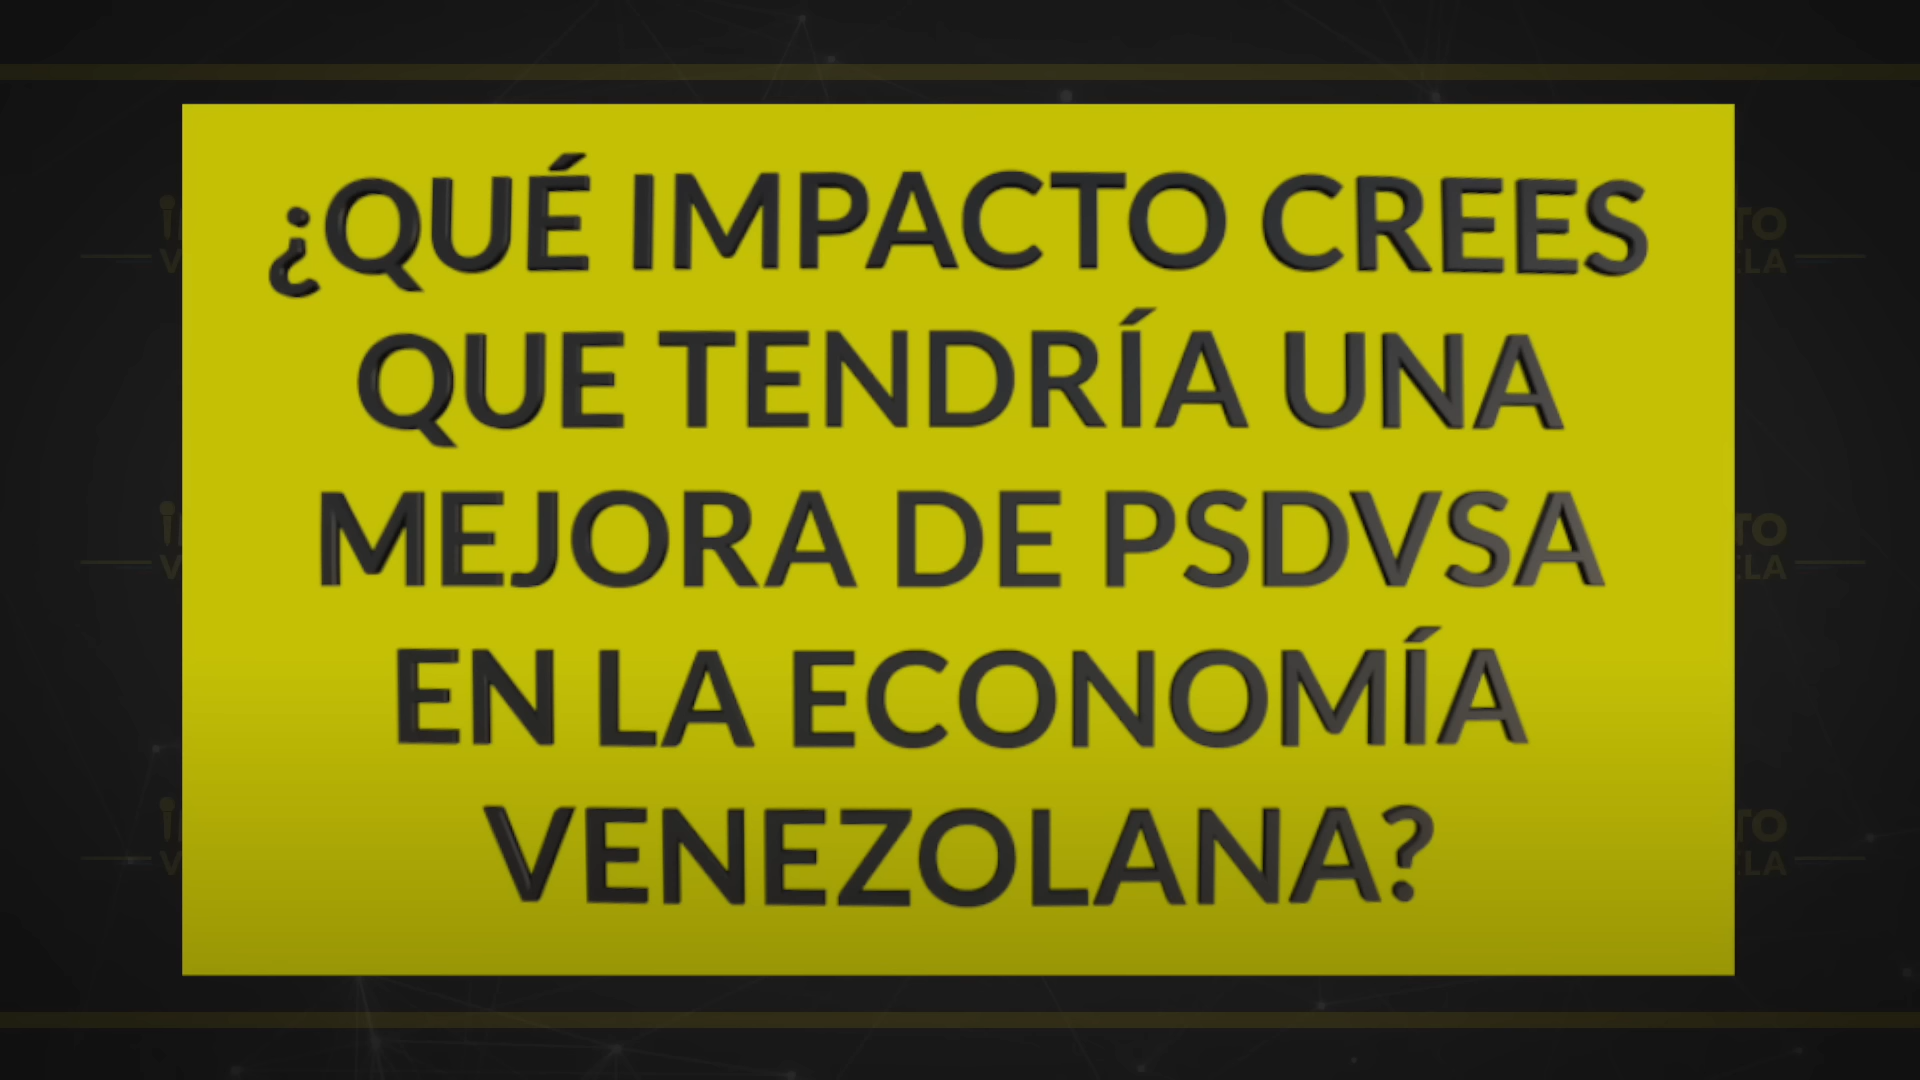 ¿QUÉ IMPACTO CREES
QUE TENDRÍA UNA
MEJORA DE PSDVSA
EN LA ECONOMÍA
VENEZOLANA?